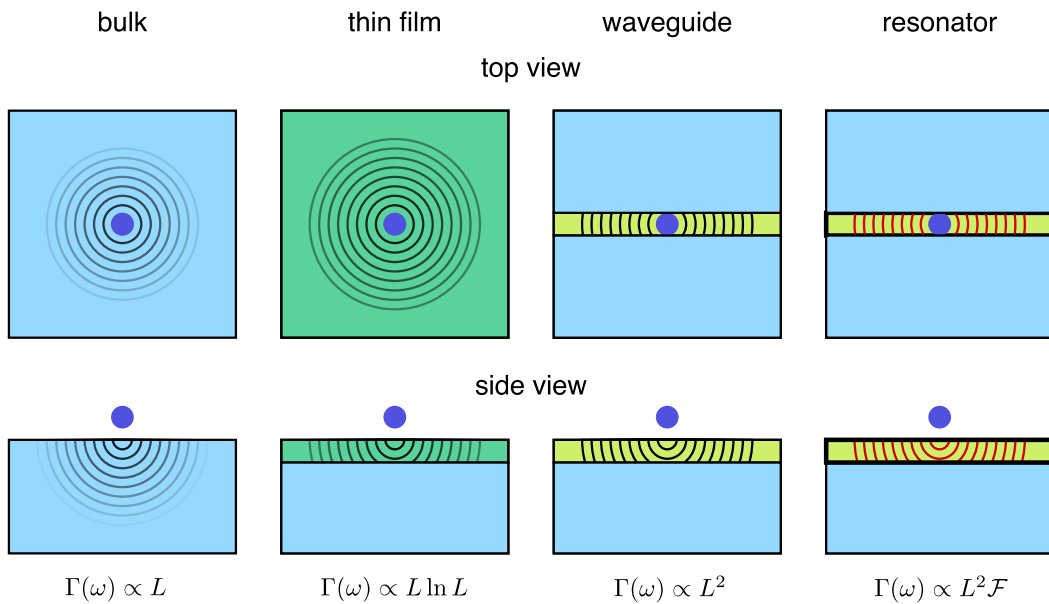 bulk thin film waveguide resonator
top view
side view
Γ(ω) ∝ L Γ(ω) ∝ L ln L Γ(ω) ∝ L² Γ(ω) ∝ L²ℱ